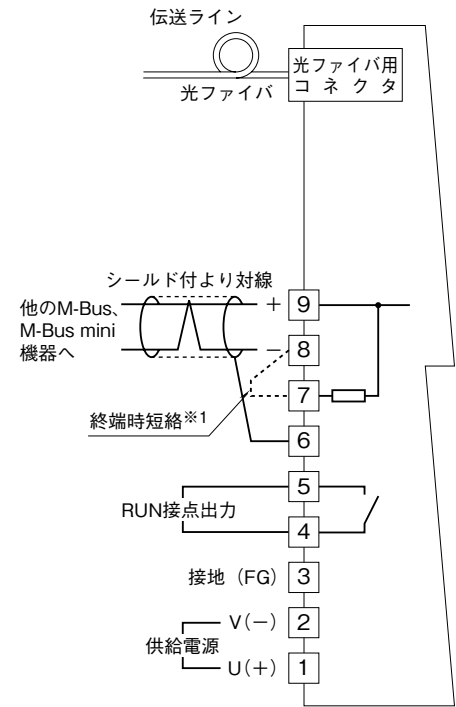 伝送ライン
光ファイバ用
コネクタ
光ファイバ
シールド付より対線
他のM-Bus、
M-Bus mini
機器へ
+ 9
− 8
7
終端時短絡※1
6
5
RUN接点出力
4
接地（FG） 3
V(−) 2
供給電源
U(+) 1